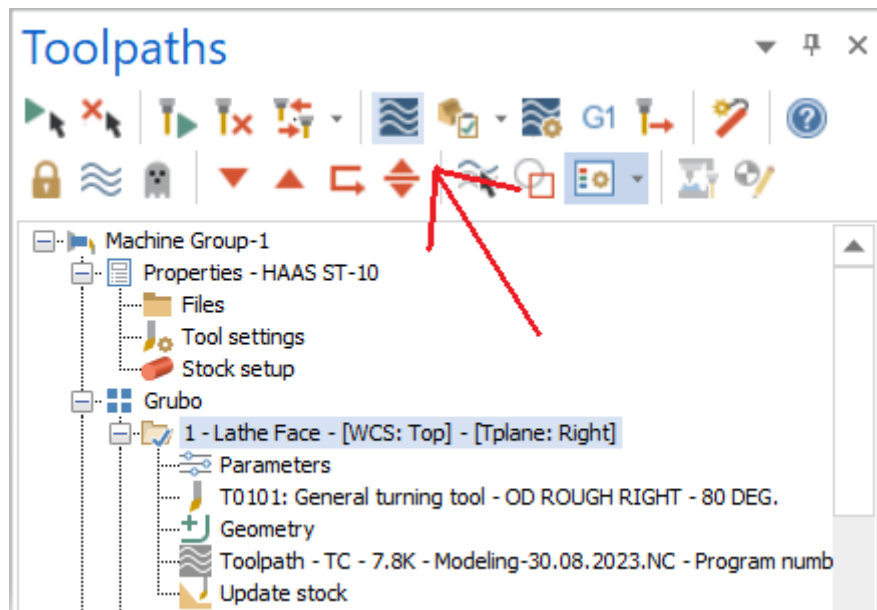 Toolpaths
G1
Machine Group-1
Properties - HAAS ST-10
Files
Tool settings
Stock setup
Grubo
1 - Lathe Face - [WCS: Top] - [Tplane: Right]
Parameters
T0101: General turning tool - OD ROUGH RIGHT - 80 DEG.
Geometry
Toolpath - TC - 7.8K - Modeling-30.08.2023.NC - Program numb
Update stock